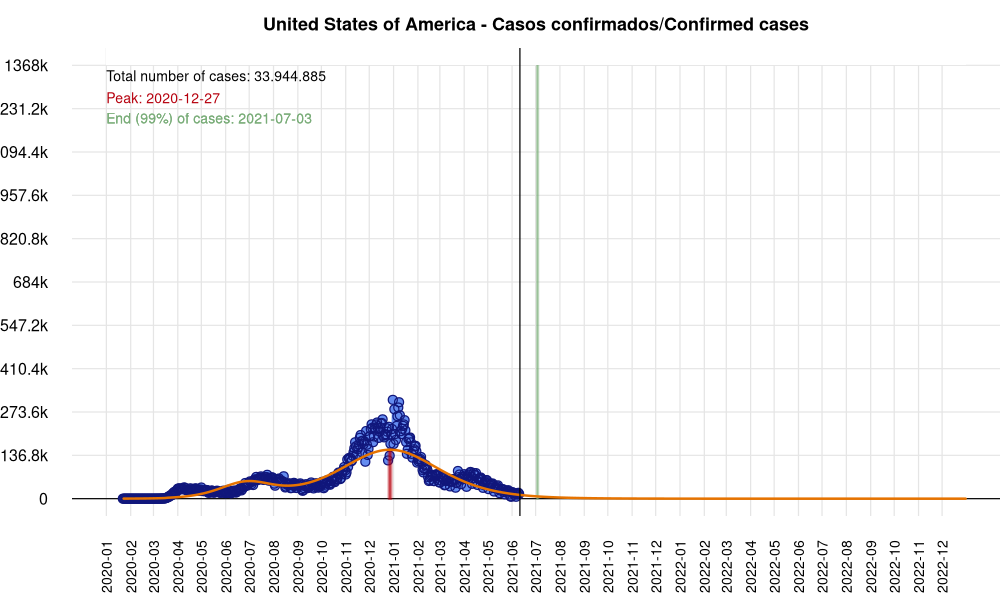 United States of America - Casos confirmados/Confirmed cases
Total number of cases: 33.944.885
Peak: 2020-12-27
End (99%) of cases: 2021-07-03
1368k
231.2k
094.4k
957.6k
820.8k
684k
547.2k
410.4k
273.6k
136.8k
0
2020-01
2020-02
2020-03
2020-04
2020-05
2020-06
2020-07
2020-08
2020-09
2020-10
2020-11
2020-12
2021-01
2021-02
2021-03
2021-04
2021-05
2021-06
2021-07
2021-08
2021-09
2021-10
2021-11
2021-12
2022-01
2022-02
2022-03
2022-04
2022-05
2022-06
2022-07
2022-08
2022-09
2022-10
2022-11
2022-12